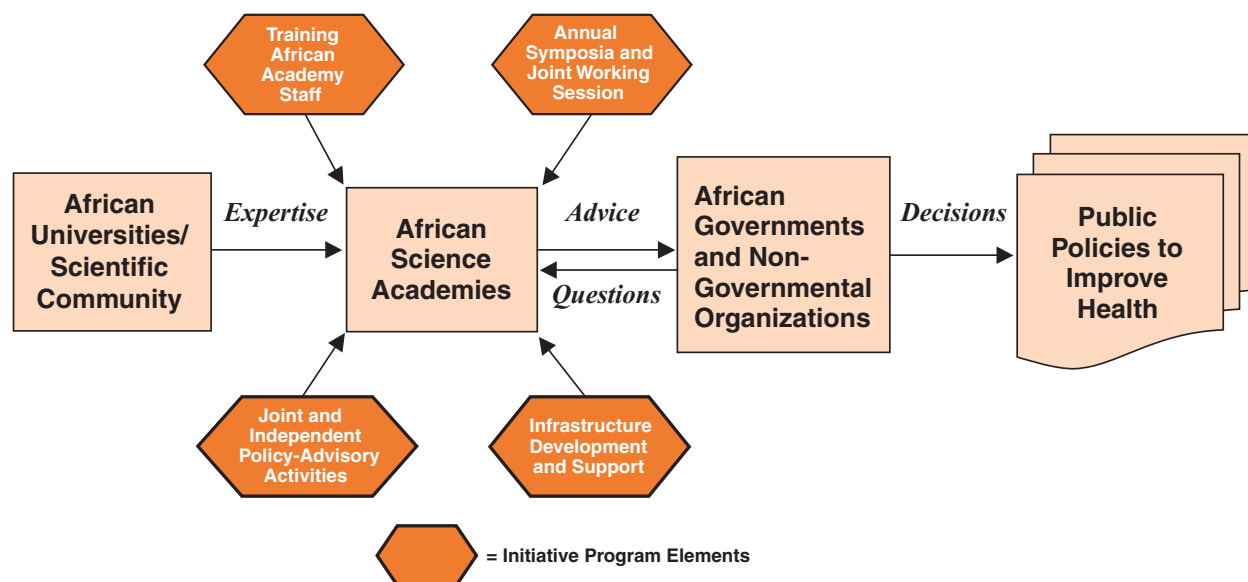 Training
African
Academy
Staff
Annual
Symposia and
Joint Working
Session
African
Universities/
Scientific
Community
Expertise
African
Science
Academies
Advice
Questions
African
Governments
and Non-
Governmental
Organizations
Decisions
Public
Policies to
Improve
Health
Joint and
Independent
Policy-Advisory
Activities
Infrastructure
Development
and Support
= Initiative Program Elements